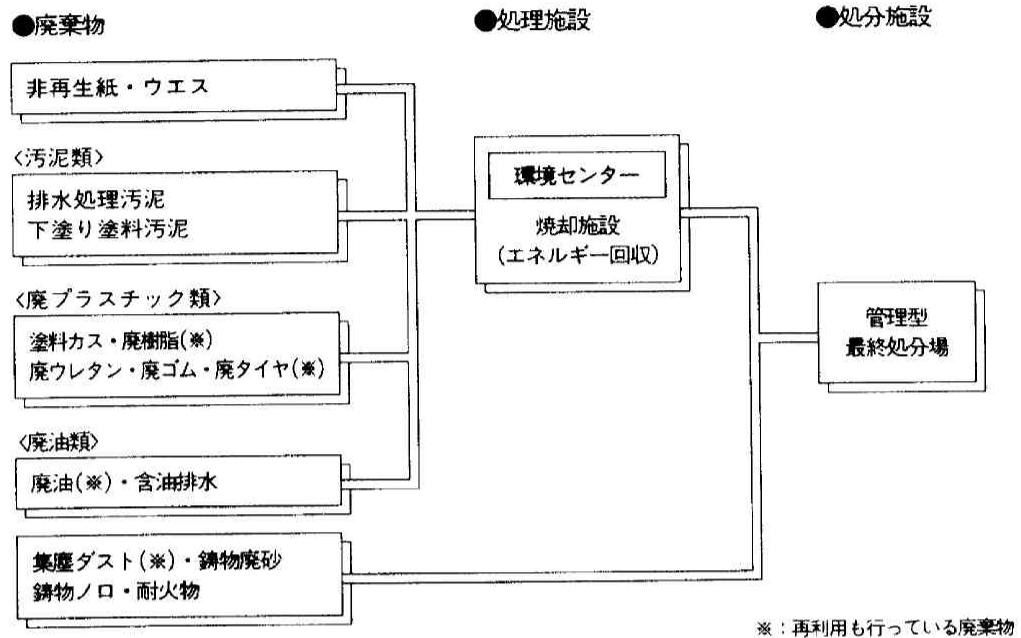 ●廃棄物
●処理施設
●処分施設
非再生紙・ウエス
〈汚泥類〉
排水処理汚泥
下塗り塗料汚泥
〈廃プラスチック類〉
塗料カス・廃樹脂(※)
廃ウレタン・廃ゴム・廃タイヤ(※)
〈廃油類〉
廃油(※)・含油排水
集塵ダスト(※)・鋳物廃砂
鋳物ノロ・耐火物
環境センター
焼却施設
(エネルギー回収)
管理型
最終処分場
※：再利用も行っている廃棄物